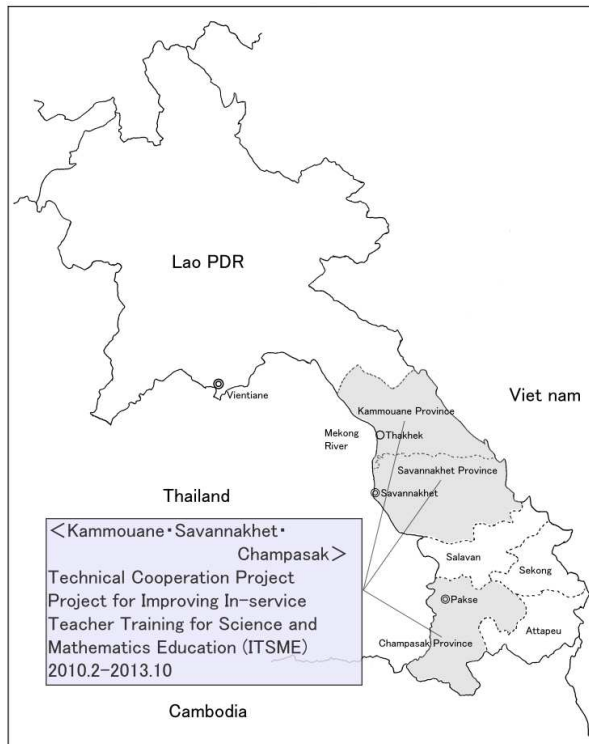 Lao PDR
Vientiane
Viet nam
Kammouane Province
Mekong
River
Thakhek
Savannakhet Province
Thailand
Savannakhet
<Kammouane・Savannakhet・
Champasak>
Technical Cooperation Project
Project for Improving In-service
Teacher Training for Science and
Mathematics Education (ITSME)
2010.2-2013.10
Salavan
Sekong
Pakse
Attapeu
Champasak Province
Cambodia